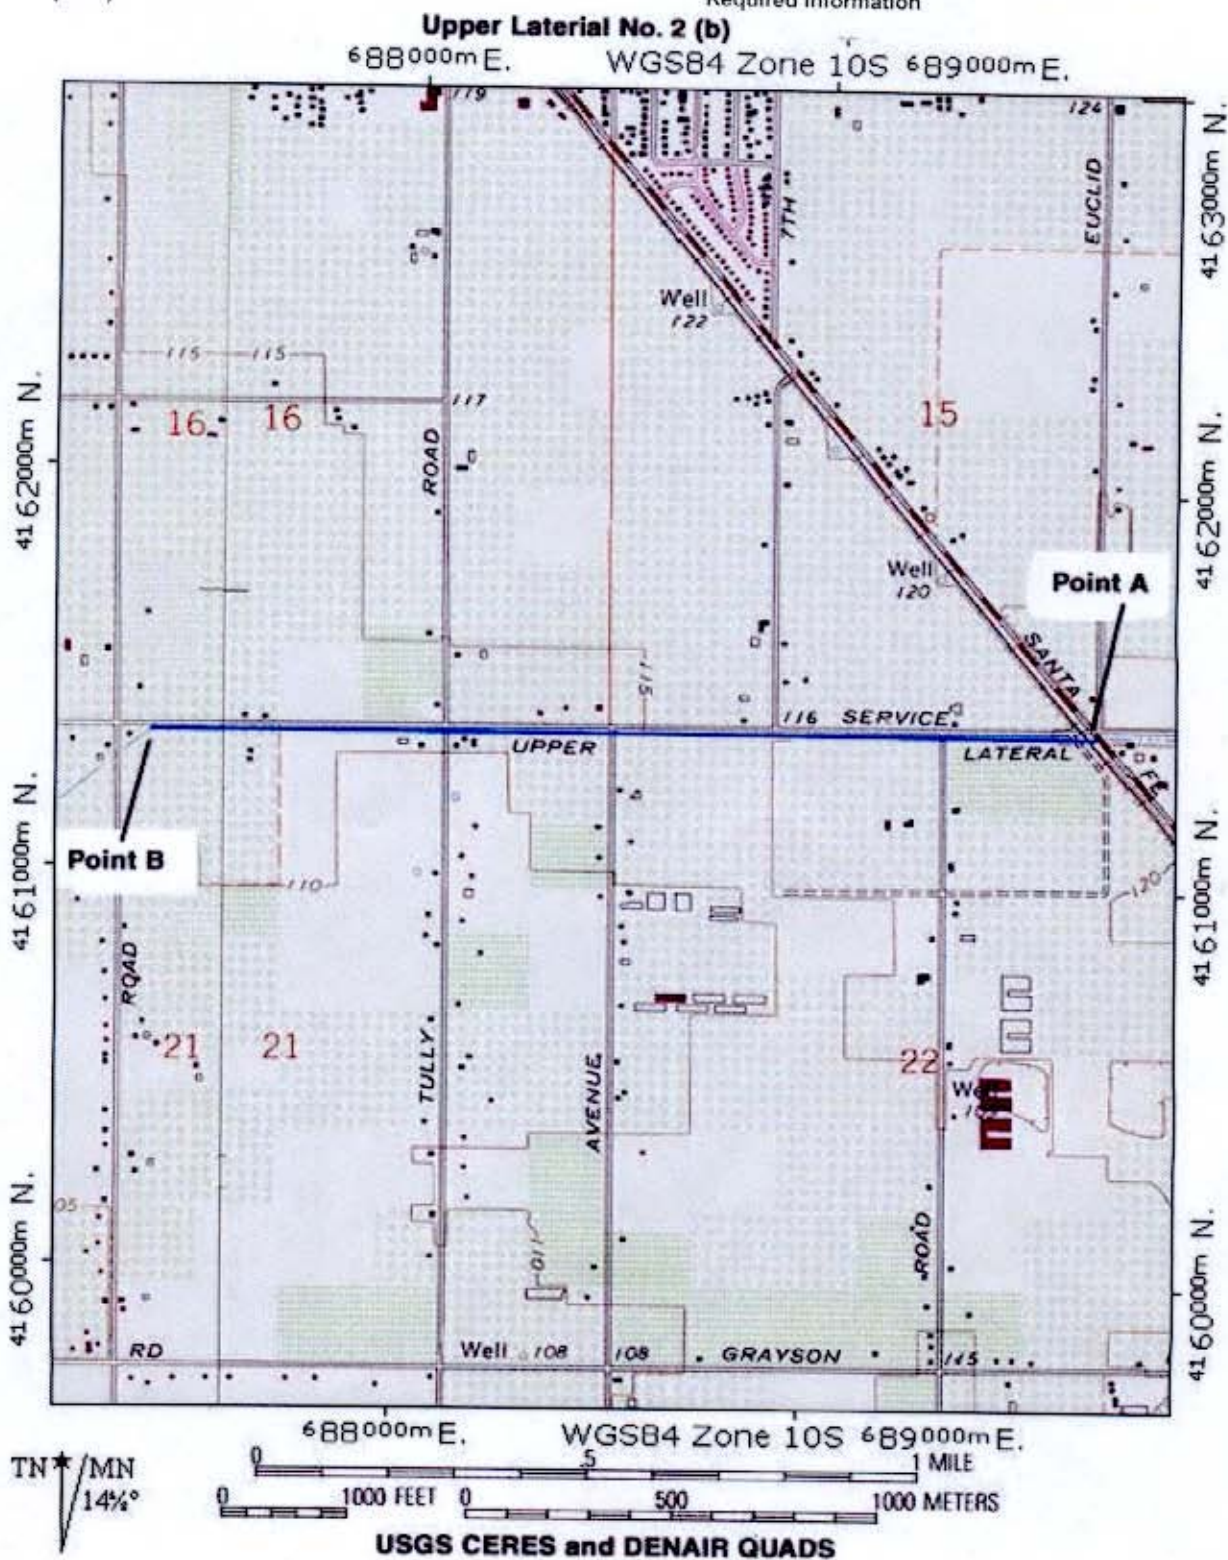 Required Information
Upper Laterial No. 2 (b)
688000m E. WGS84 Zone 10S 689000m E.
119
124
EUCLID
7TH
4163000m N.
Well
122
115 115
117
16 16
15
ROAD
4162000m N.
4162000m N.
Well
120
Point A
SANTA FE
115
116 SERVICE
UPPER
LATERAL
Point B
110
120
4161000m N.
4161000m N.
ROAD
21 21
TULLY
AVENUE
22
ROAD
110
4160000m N.
4160000m N.
RD
Well 108
108
GRAYSON
115
688000m E. WGS84 Zone 10S 689000m E.
TN MN
14½°
0 .5 1 MILE
0 1000 FEET 0 500 1000 METERS
USGS CERES and DENAIR QUADS